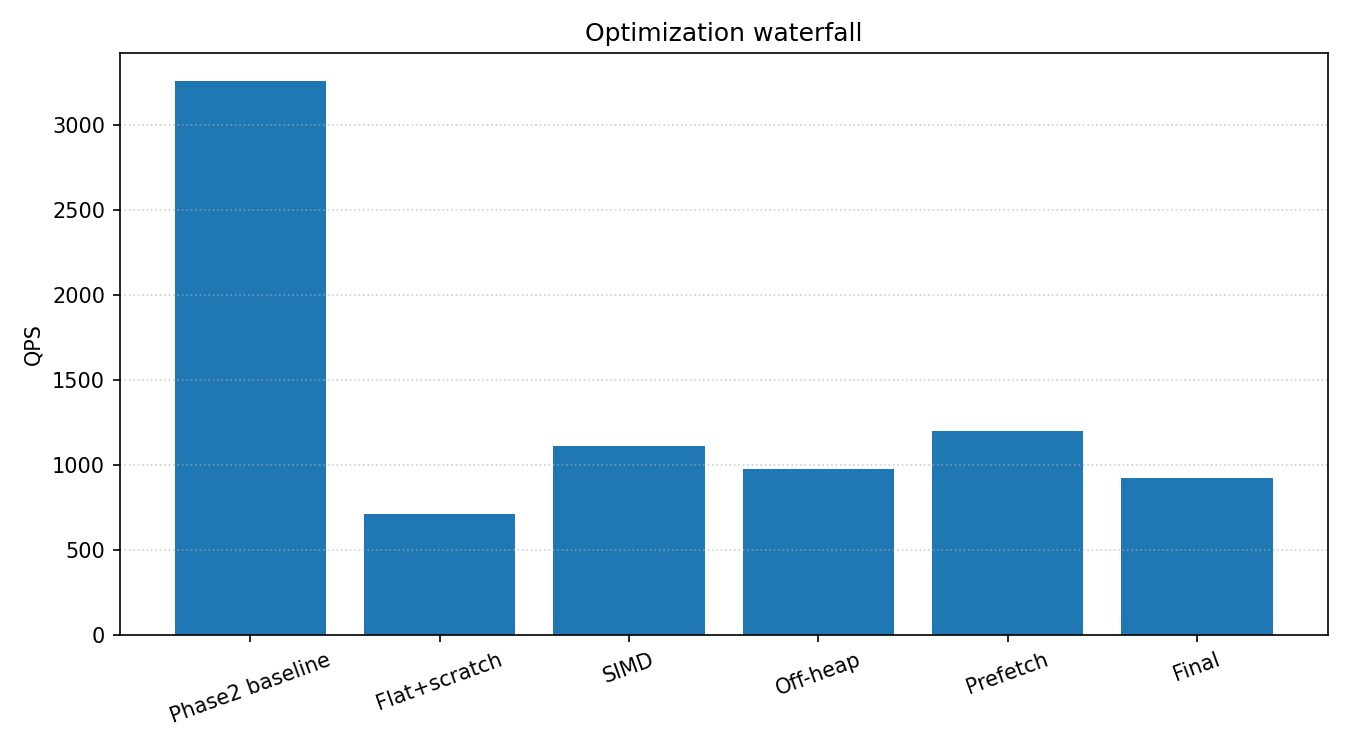 Optimization waterfall
QPS
3000
2500
2000
1500
1000
500
0
Phase2 baseline
Flat+scratch
SIMD
Off-heap
Prefetch
Final